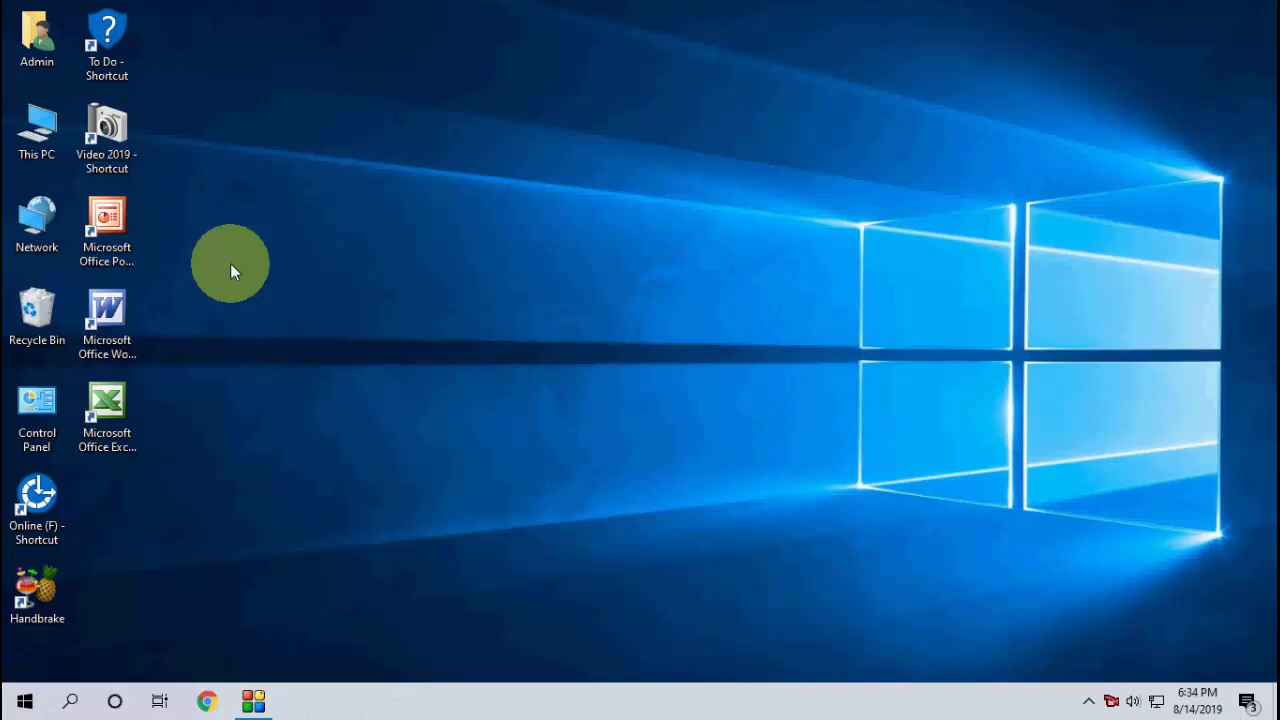 Admin
To Do -
Shortcut
This PC
Video 2019 -
Shortcut
Network
Microsoft
Office Po...
Recycle Bin
Microsoft
Office Wo...
Control
Panel
Microsoft
Office Exc...
Online (F) -
Shortcut
Handbrake
6:34 PM
8/14/2019
3